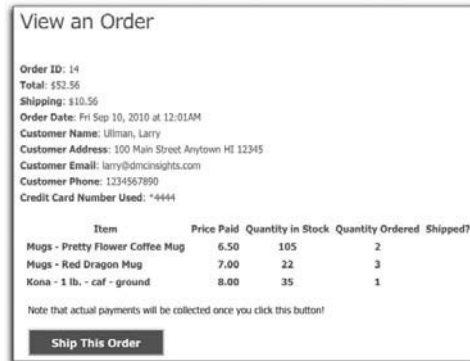 View an Order
Order ID: 14
Total: $52.56
Shipping: $10.56
Order Date: Fri Sep 10, 2010 at 12:01AM
Customer Name: Ullman, Larry
Customer Address: 100 Main Street Anytown HI 12345
Customer Email: larry@dmcinsights.com
Customer Phone: 1234567890
Credit Card Number Used: *4444
Item Price Paid Quantity in Stock Quantity Ordered Shipped?
Mugs - Pretty Flower Coffee Mug 6.50 105 2
Mugs - Red Dragon Mug 7.00 22 3
Kona - 1 lb. - caf - ground 8.00 35 1
Note that actual payments will be collected once you click this button!
Ship This Order